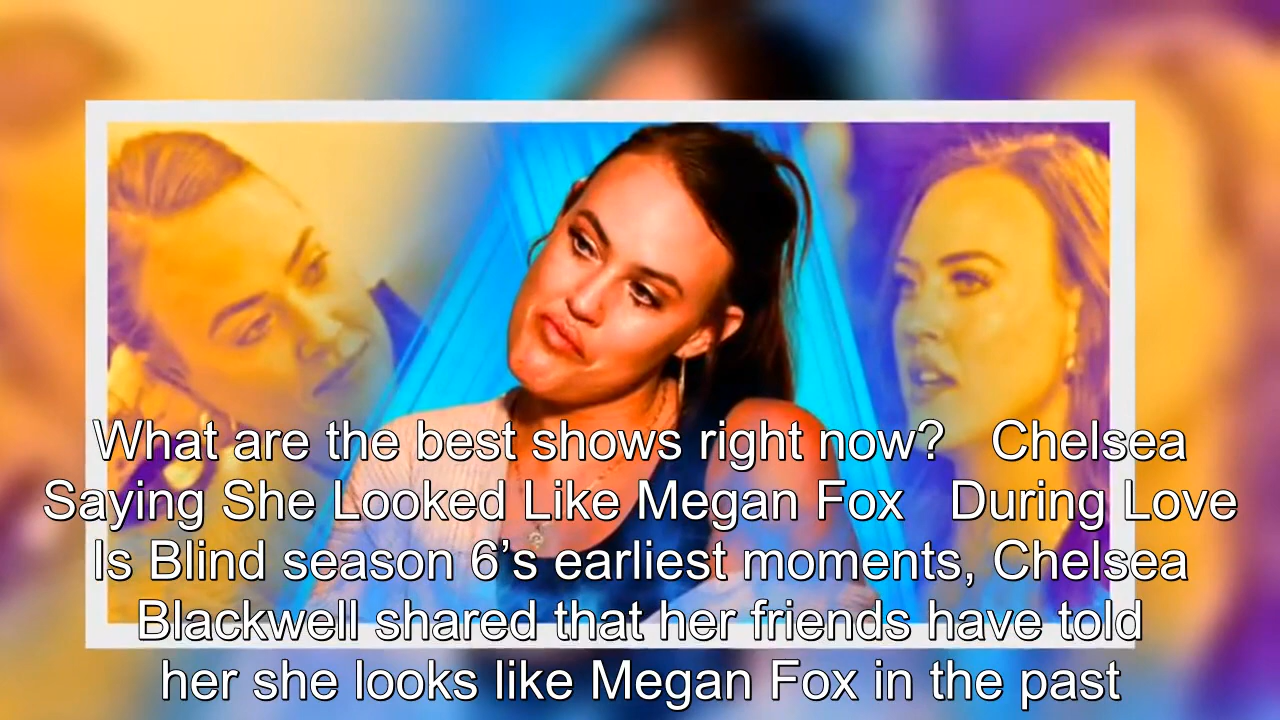 What are the best shows right now? Chelsea
Saying She Looked Like Megan Fox During Love
Is Blind season 6’s earliest moments, Chelsea
Blackwell shared that her friends have told
her she looks like Megan Fox in the past